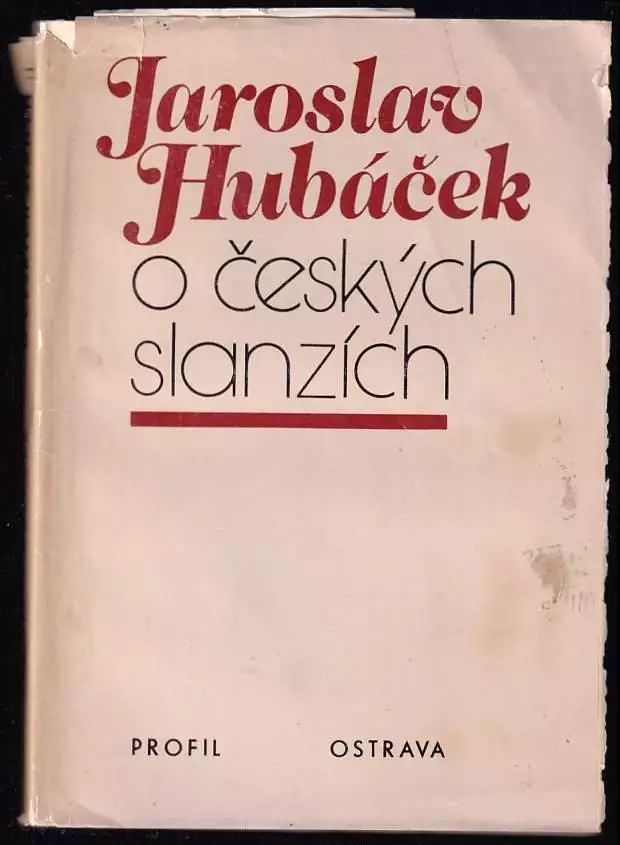 Jaroslav
Hubáček
o českých
slanzích
PROFIL OSTRAVA